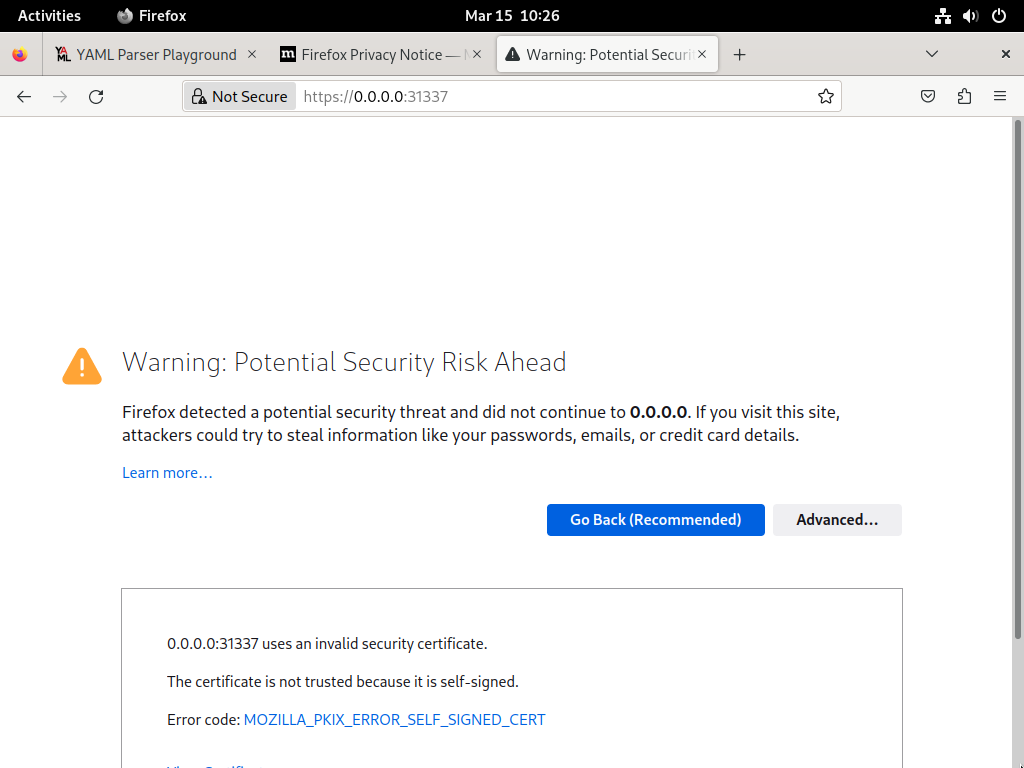 Activities Firefox Mar 15 10:26
YAML Parser Playground Firefox Privacy Notice — Warning: Potential Securi
Not Secure https://0.0.0.0:31337
Warning: Potential Security Risk Ahead
Firefox detected a potential security threat and did not continue to 0.0.0.0. If you visit this site,
attackers could try to steal information like your passwords, emails, or credit card details.
Learn more…
Go Back (Recommended) Advanced…
0.0.0.0:31337 uses an invalid security certificate.
The certificate is not trusted because it is self-signed.
Error code: MOZILLA_PKIX_ERROR_SELF_SIGNED_CERT